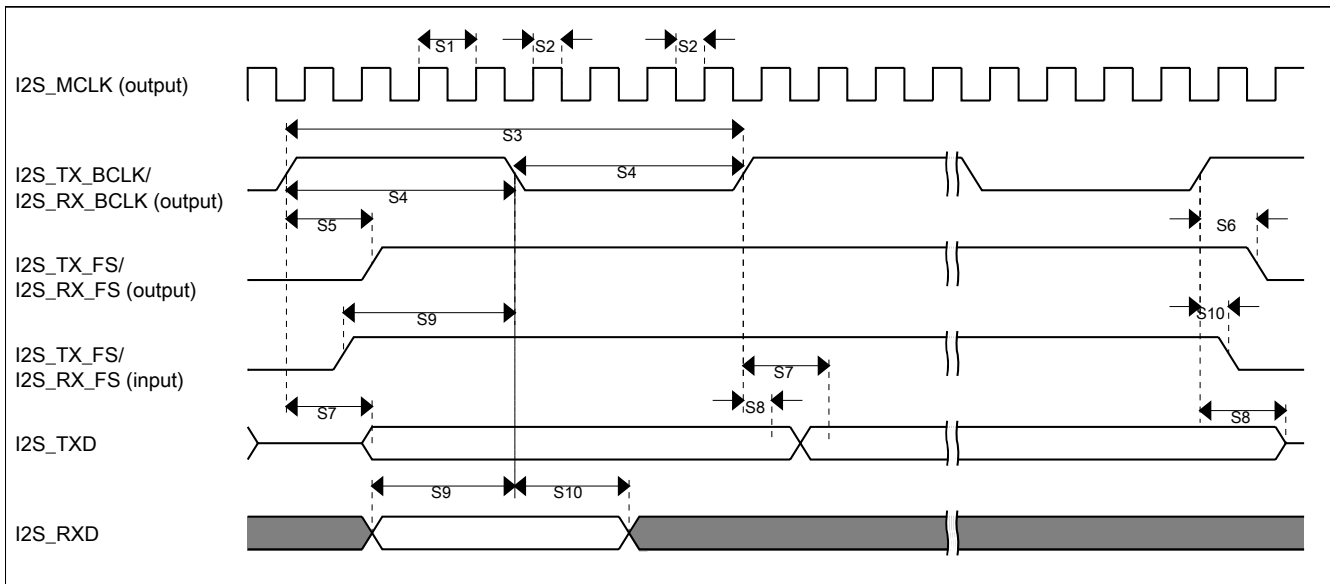 S1 S2 S2
I2S_MCLK (output)
S3
I2S_TX_BCLK/
I2S_RX_BCLK (output)
S4
S4
S5 S6
I2S_TX_FS/
I2S_RX_FS (output)
S9 S10
I2S_TX_FS/
I2S_RX_FS (input)
S7
S7 S8 S8
I2S_TXD
S9 S10
I2S_RXD